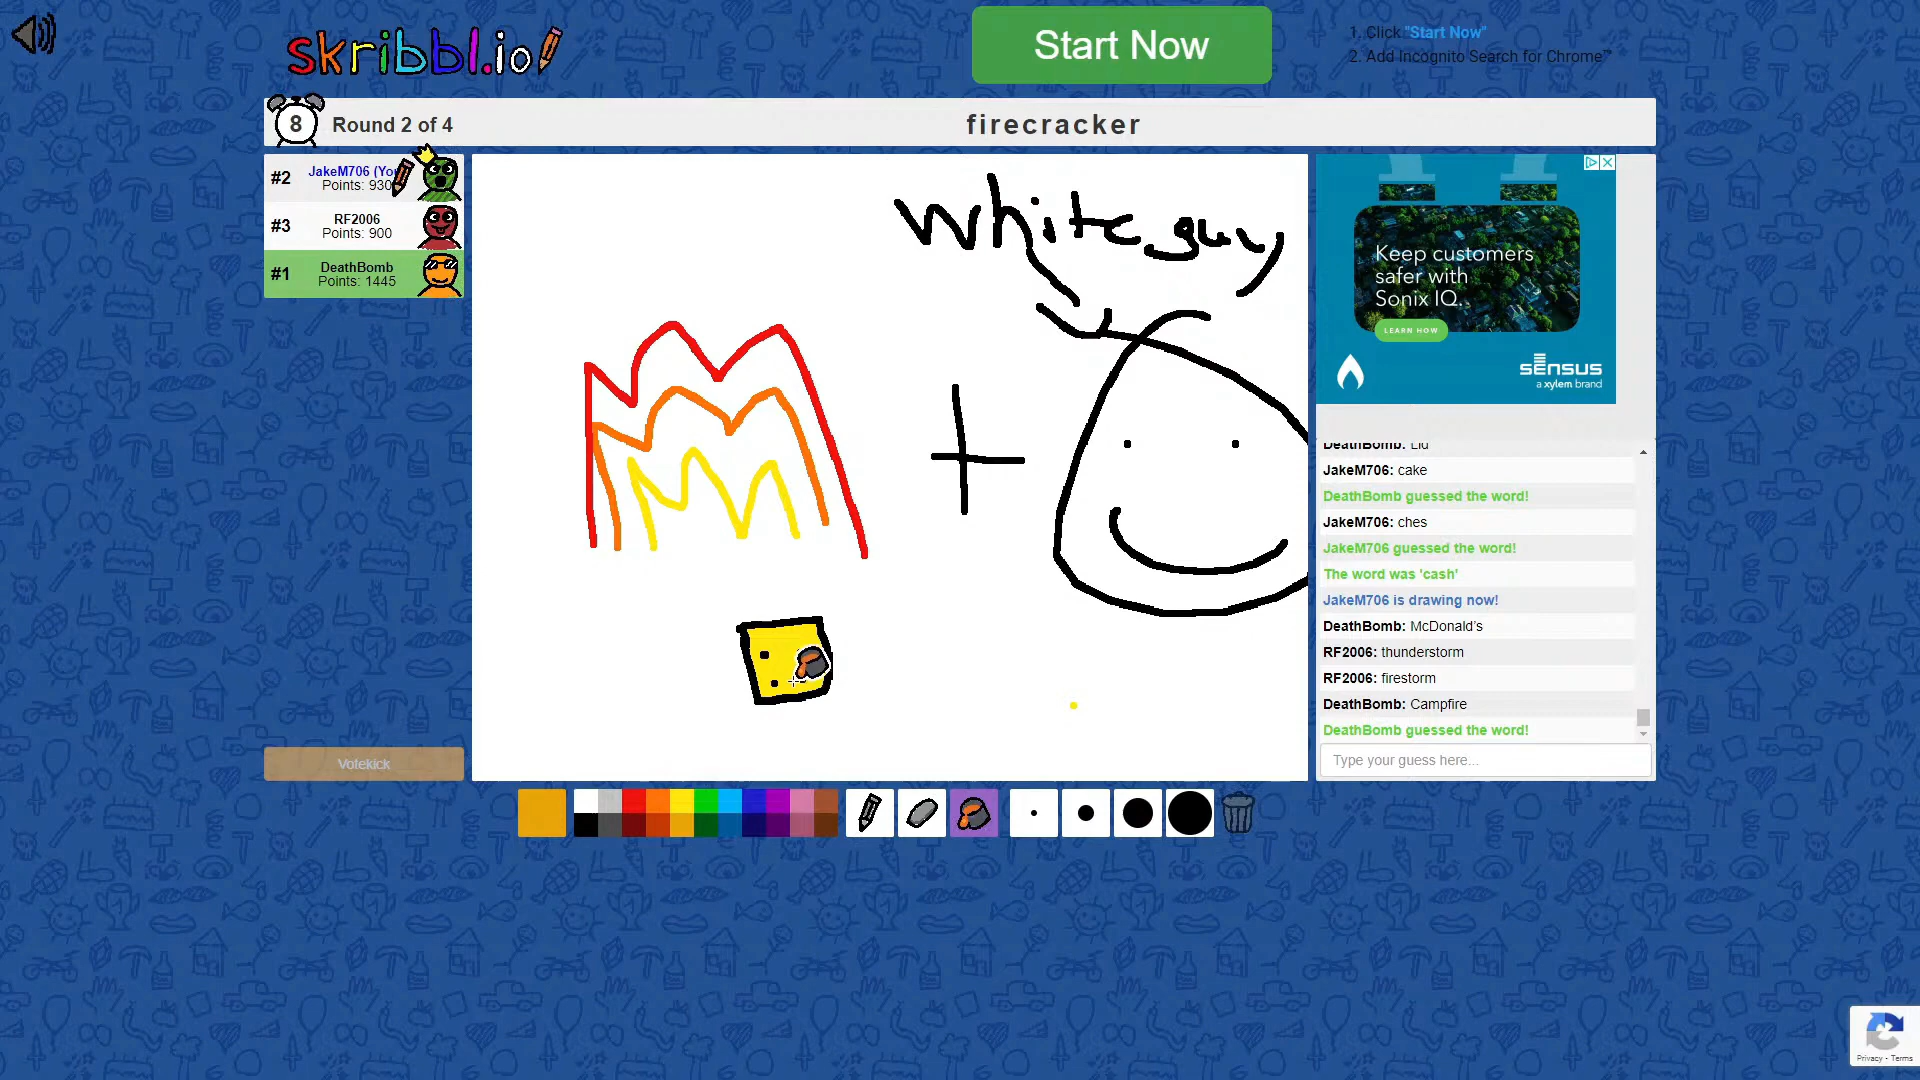 skribbl.io
Start Now
1. Click "Start Now"
2. Add Incognito Search for Chrome™
8
Round 2 of 4
firecracker
#2
JakeM706 (You
Points: 930
#3
RF2006
Points: 900
#1
DeathBomb
Points: 1445
white guy
Keep customers
safer with
Sonix IQ.
LEARN NOW
SENSUS
a xylem brand
DeathBomb: Lid
JakeM706: cake
DeathBomb guessed the word!
JakeM706: ches
JakeM706 guessed the word!
The word was 'cash'
JakeM706 is drawing now!
DeathBomb: McDonald's
RF2006: thunderstorm
RF2006: firestorm
DeathBomb: Campfire
DeathBomb guessed the word!
Type your guess here...
Votekick
Privacy - Terms